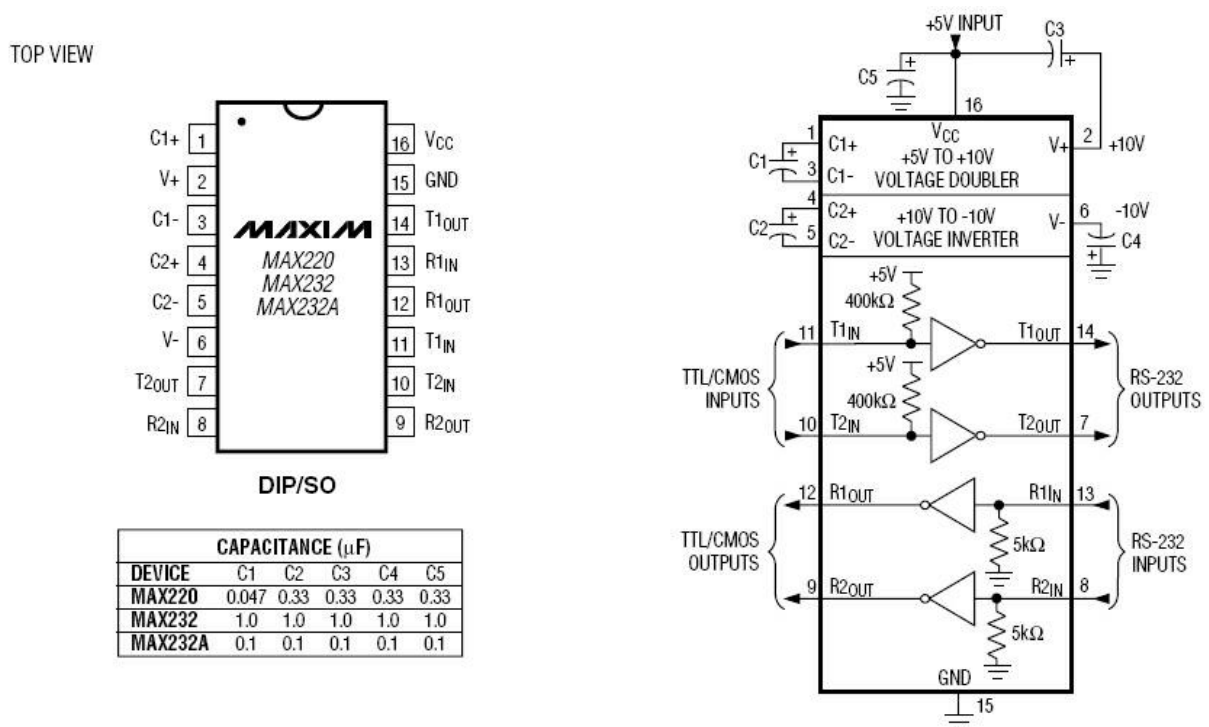 TOP VIEW
C1+ 1
V+ 2
C1- 3
C2+ 4
C2- 5
V- 6
T2OUT 7
R2IN 8
16 VCC
15 GND
14 T1OUT
13 R1IN
12 R1OUT
11 T1IN
10 T2IN
9 R2OUT
MAXIM
MAX220
MAX232
MAX232A
DIP/SO
CAPACITANCE (µF)
DEVICE C1 C2 C3 C4 C5
MAX220 0.047 0.33 0.33 0.33 0.33
MAX232 1.0 1.0 1.0 1.0 1.0
MAX232A 0.1 0.1 0.1 0.1 0.1
+5V INPUT
C3
+
C5
+
16
VCC
1
C1+
C1
+
3
C1-
+5V TO +10V
VOLTAGE DOUBLER
V+
2
+10V
4
C2+
C2
+
5
C2-
+10V TO -10V
VOLTAGE INVERTER
V-
6
-10V
C4
+
+5V
400kΩ
11 T1IN
T1OUT 14
+5V
400kΩ
10 T2IN
T2OUT 7
TTL/CMOS
INPUTS
RS-232
OUTPUTS
12 R1OUT
R1IN 13
5kΩ
9 R2OUT
R2IN 8
5kΩ
TTL/CMOS
OUTPUTS
RS-232
INPUTS
GND
15